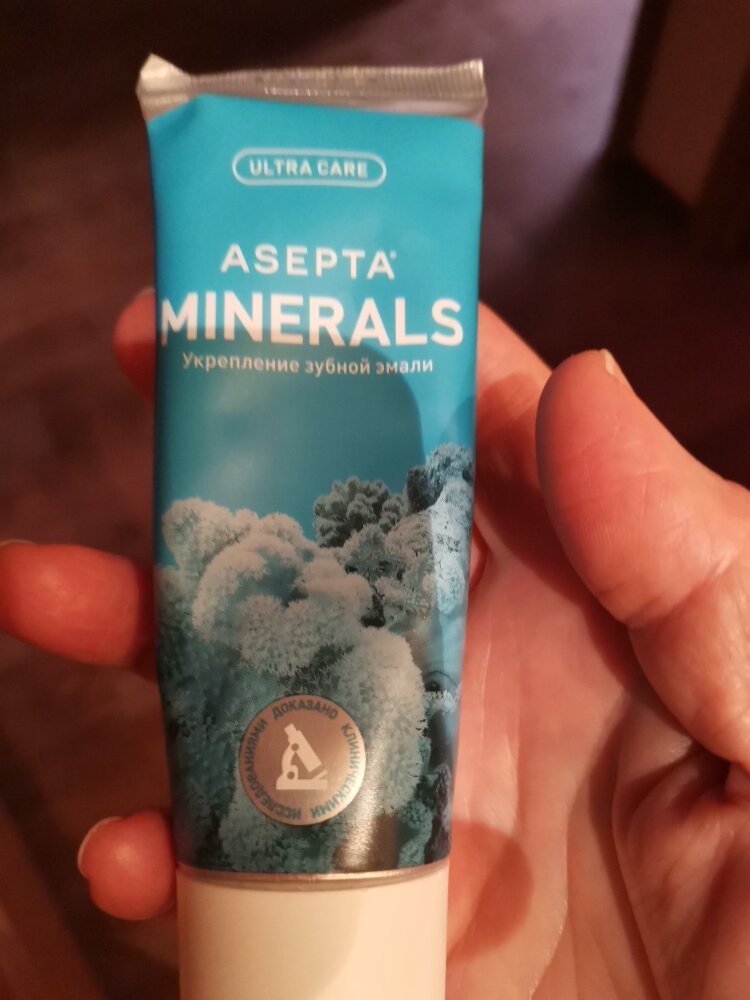 ULTRA CARE
ASEPTA®
MINERALS
Укрепление зубной эмали
ДОКАЗАНО КЛИНИЧЕСКИМИ ИССЛЕДОВАНИЯМИ